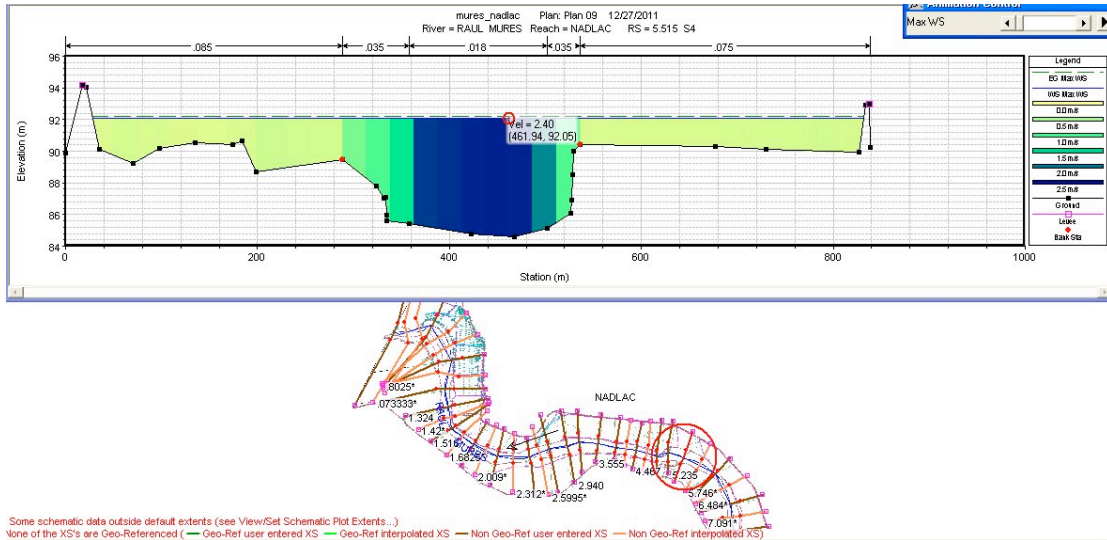 Animation Control
Max WS
mures_nadlac Plan: Plan 09 12/27/2011
River = RAUL MURES Reach = NADLAC RS = 5.515 S4
.085 .035 .018 .035 .075
Elevation (m)
96
94
92
90
88
86
84
0 200 400 600 800 1000
Station (m)
Vel = 2.40
(461.94, 92.05)
Legend
EG Max WS
WS Max WS
0.0 m/s
0.5 m/s
1.0 m/s
1.5 m/s
2.0 m/s
2.5 m/s
Ground
Levee
Bank Sta
NADLAC
.8025*
.073333*
1.324
1.42*
1.516
2.009*
2.312*
2.5995*
2.940
3.555
4.467
5.235
5.746*
6.484*
7.091*
Some schematic data outside default extents (see View/Set Schematic Plot Extents...)
None of the XS's are Geo-Referenced ( Geo-Ref user entered XS Geo-Ref interpolated XS Non Geo-Ref user entered XS Non Geo-Ref interpolated XS)